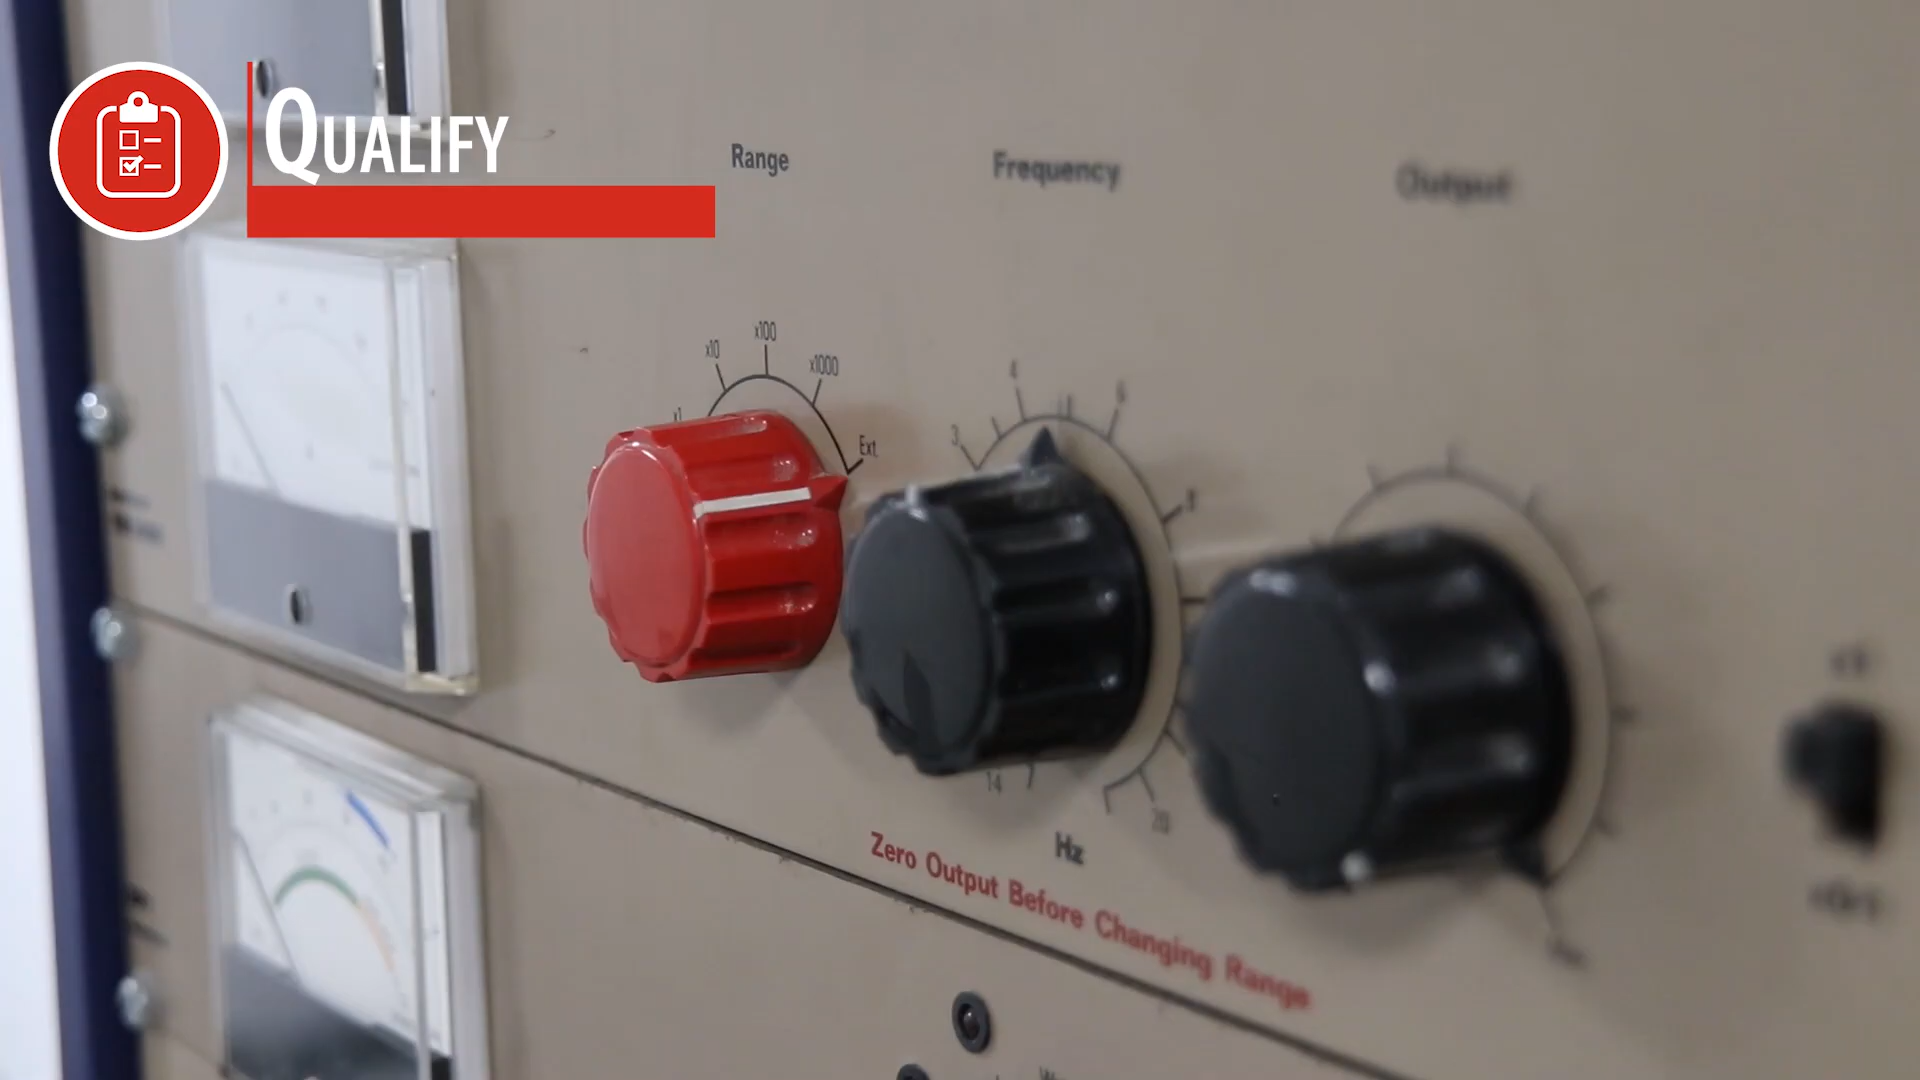 QUALIFY
Range
Frequency
Output
x1
x10
x100
x1000
Ext.
3
4
6
8
14
20
Hz
Zero Output Before Changing Range